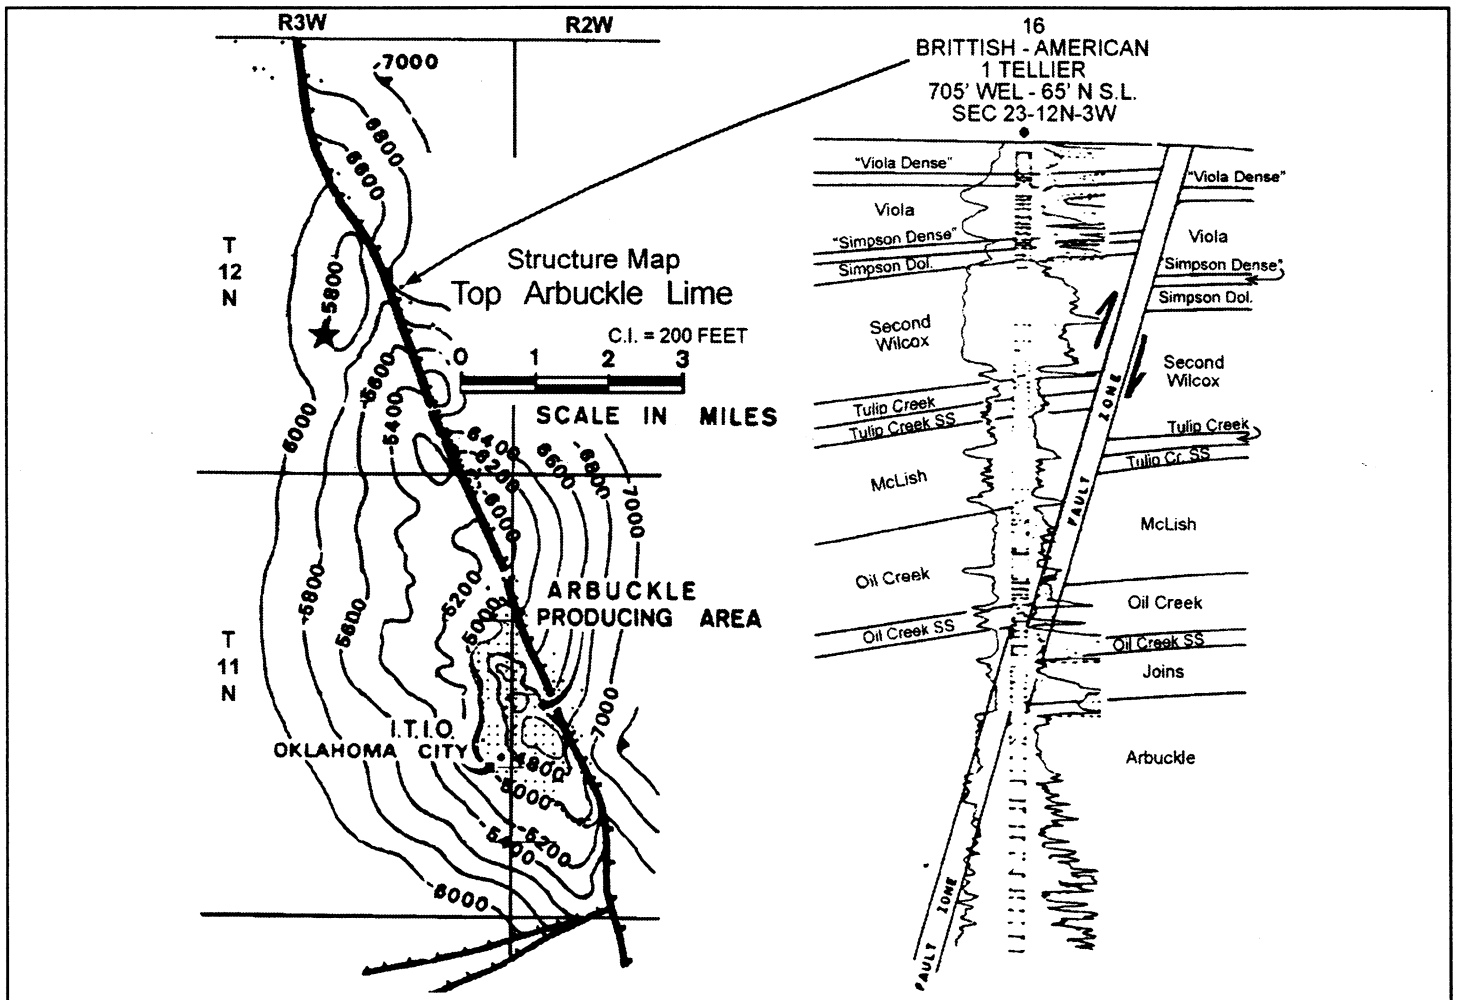 R3W
R2W
-7000
-6800
-6600
T
12
N
-5800
Structure Map
Top Arbuckle Lime
C.I. = 200 FEET
0 1 2 3
SCALE IN MILES
-6000
-5600
-5400
-6400
-6200
-6000
6600
-6800
7000
-5800
-5600
-5200
-5000
ARBUCKLE
PRODUCING AREA
T
11
N
I.T.I.O.
OKLAHOMA CITY
-4800
-5000
-7000
-5200
-5400
-6000
16
BRITTISH - AMERICAN
1 TELLIER
705' WEL - 65' N S.L.
SEC 23-12N-3W
"Viola Dense"
Viola
"Simpson Dense"
Simpson Dol.
Second
Wilcox
Tulip Creek
Tulip Creek SS
McLish
Oil Creek
Oil Creek SS
FAULT ZONE
FAULT ZONE
"Viola Dense"
Viola
"Simpson Dense"
Simpson Dol.
Second
Wilcox
Tulip Creek
Tulip Cr. SS
McLish
Oil Creek
Oil Creek SS
Joins
Arbuckle